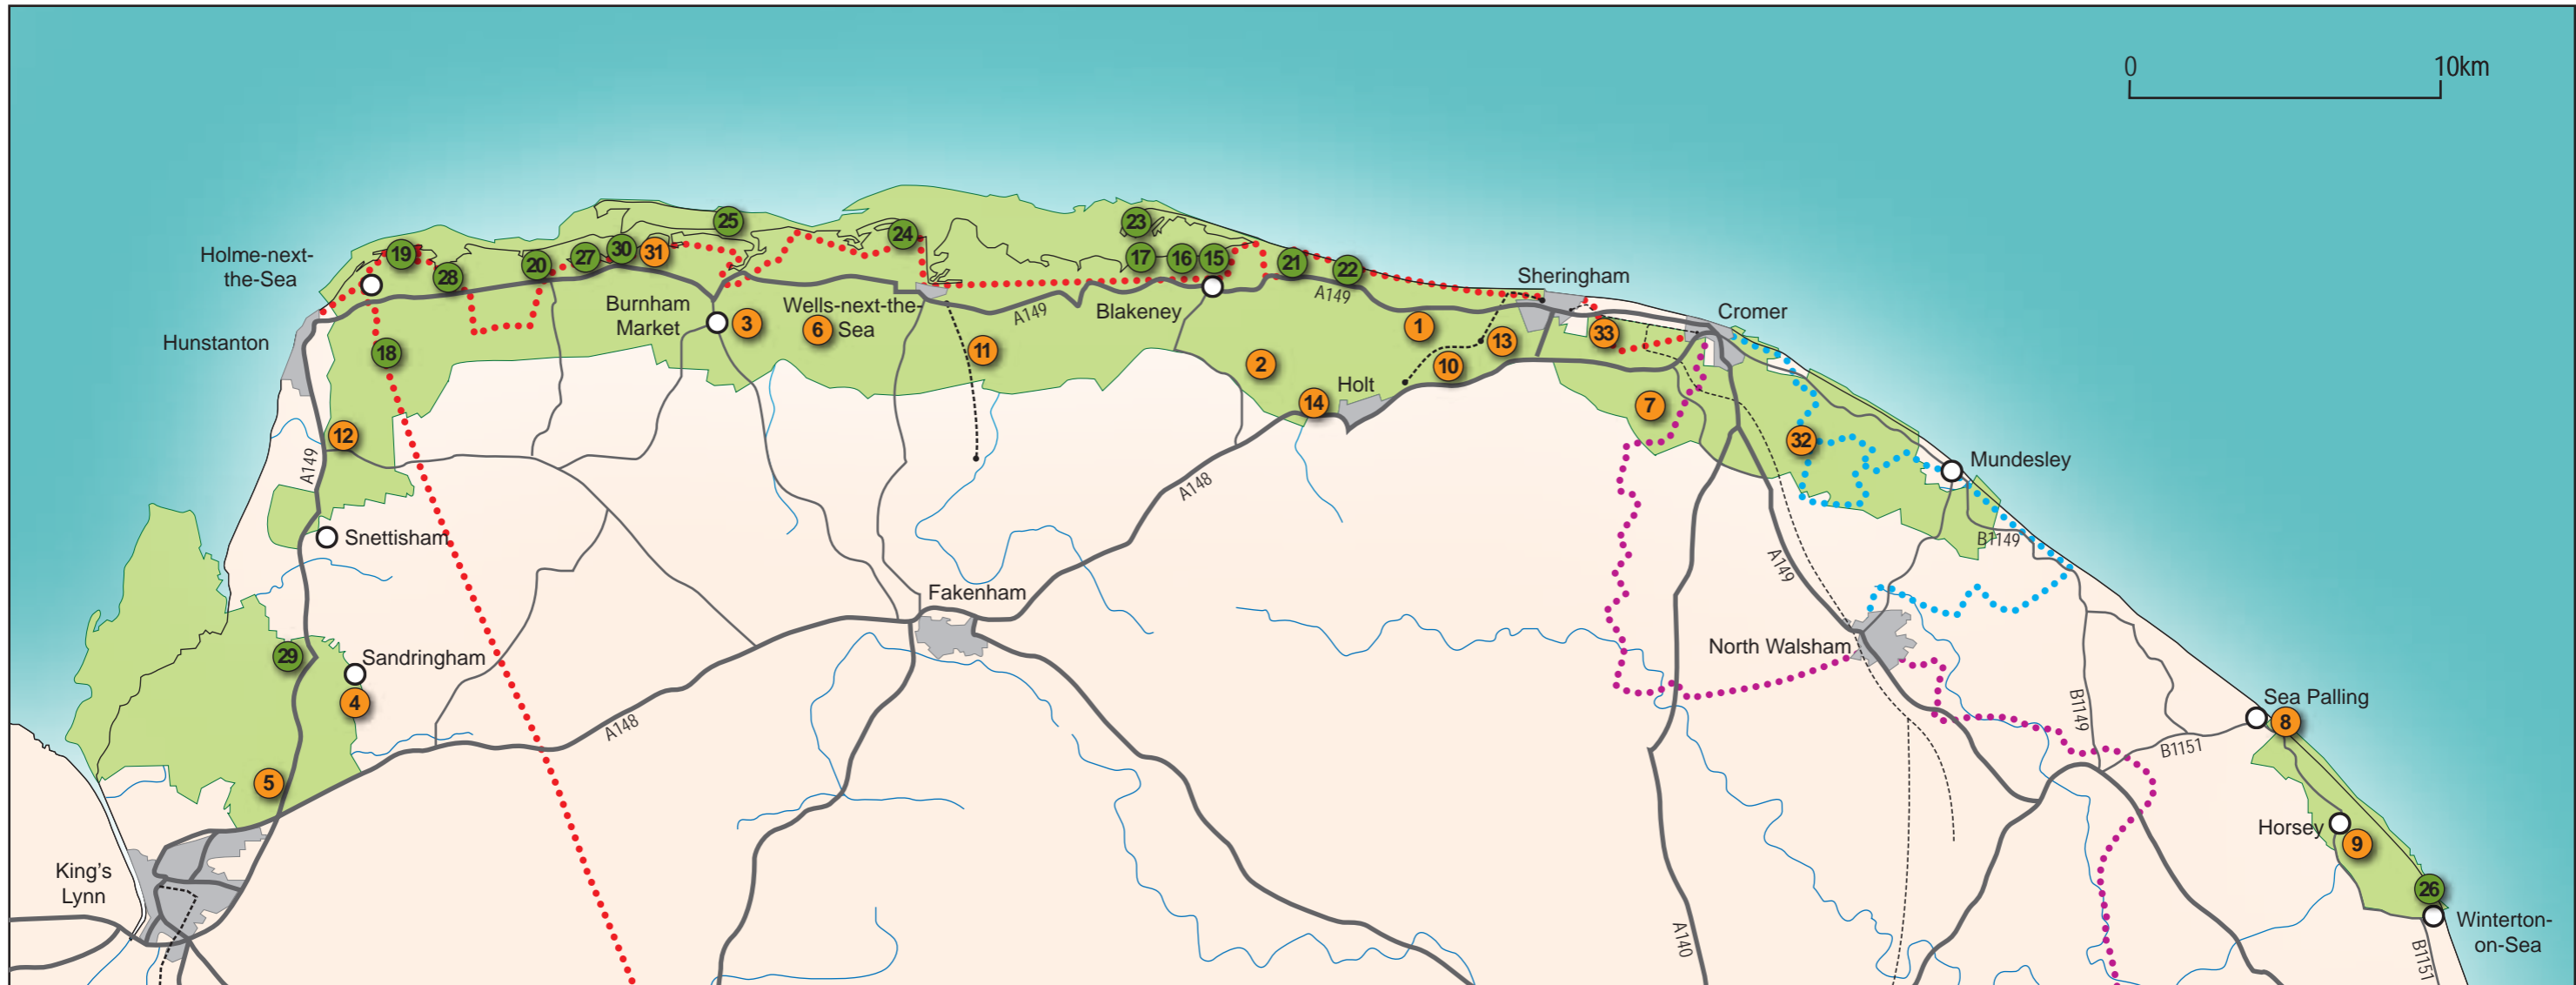 0 10km
25
23
24
19
Holme-next-
the-Sea
30
31
27
17
16
15
20
21
22
28
Sheringham
A149
Burnham
Market
3
Wells-next-the-
Sea
6
A149
Blakeney
Cromer
1
33
13
Hunstanton
18
11
2
10
Holt
14
7
12
A149
32
Mundesley
A148
Snettisham
B1149
A149
Fakenham
North Walsham
29
Sandringham
4
A148
B1149
Sea Palling
8
B1151
5
Horsey
9
King's
Lynn
26
Winterton-
on-Sea
A140
B1151